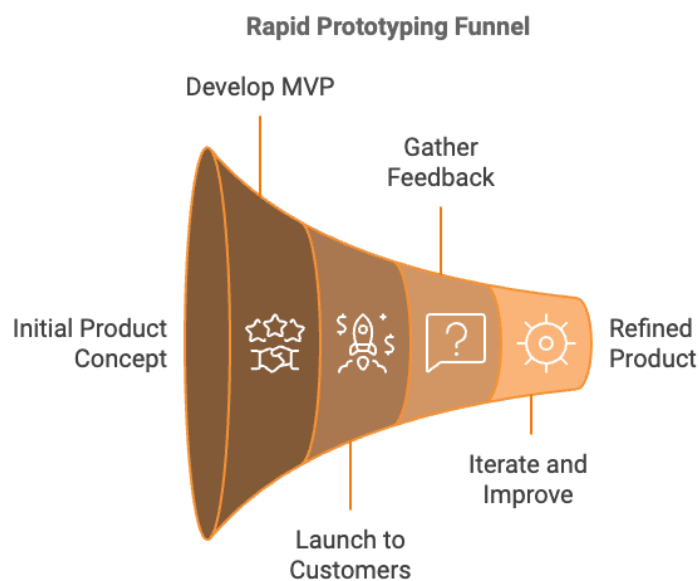 Rapid Prototyping Funnel
Develop MVP
Gather
Feedback
Initial Product
Concept
$
$
?
Refined
Product
Iterate and
Improve
Launch to
Customers